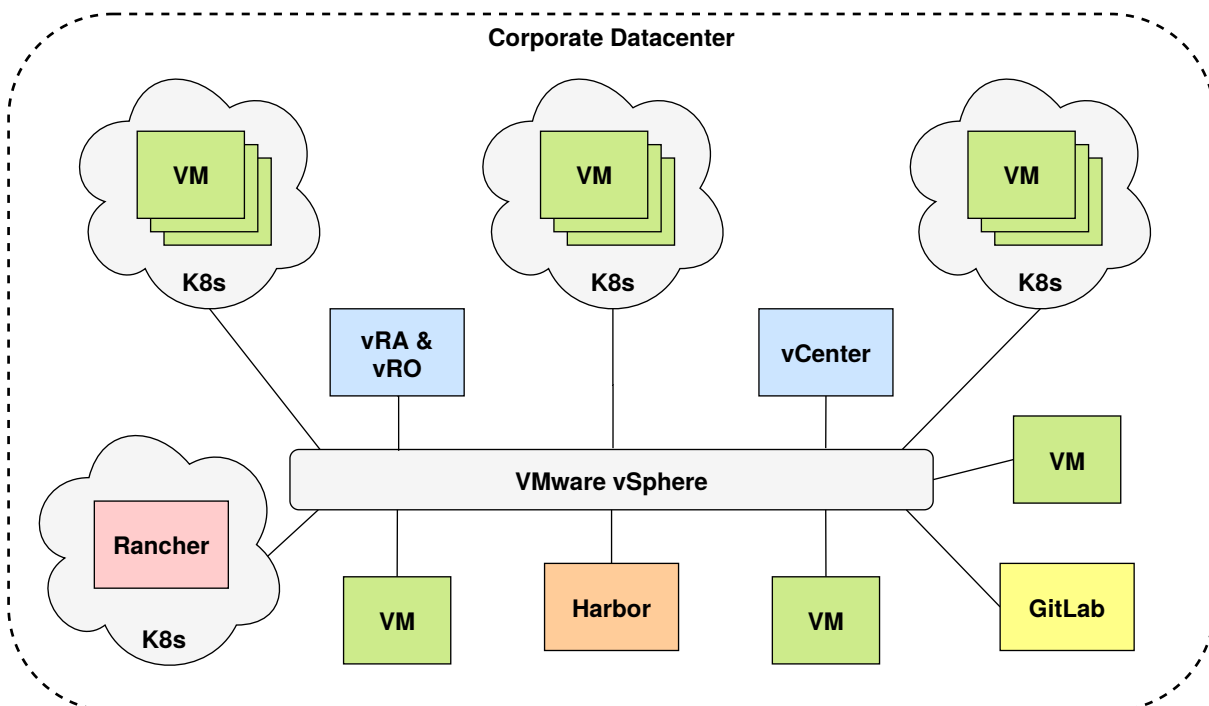 Corporate Datacenter
VM
VM
VM
K8s
K8s
K8s
vRA &
vRO
vCenter
VM
VMware vSphere
Rancher
K8s
VM
Harbor
VM
GitLab